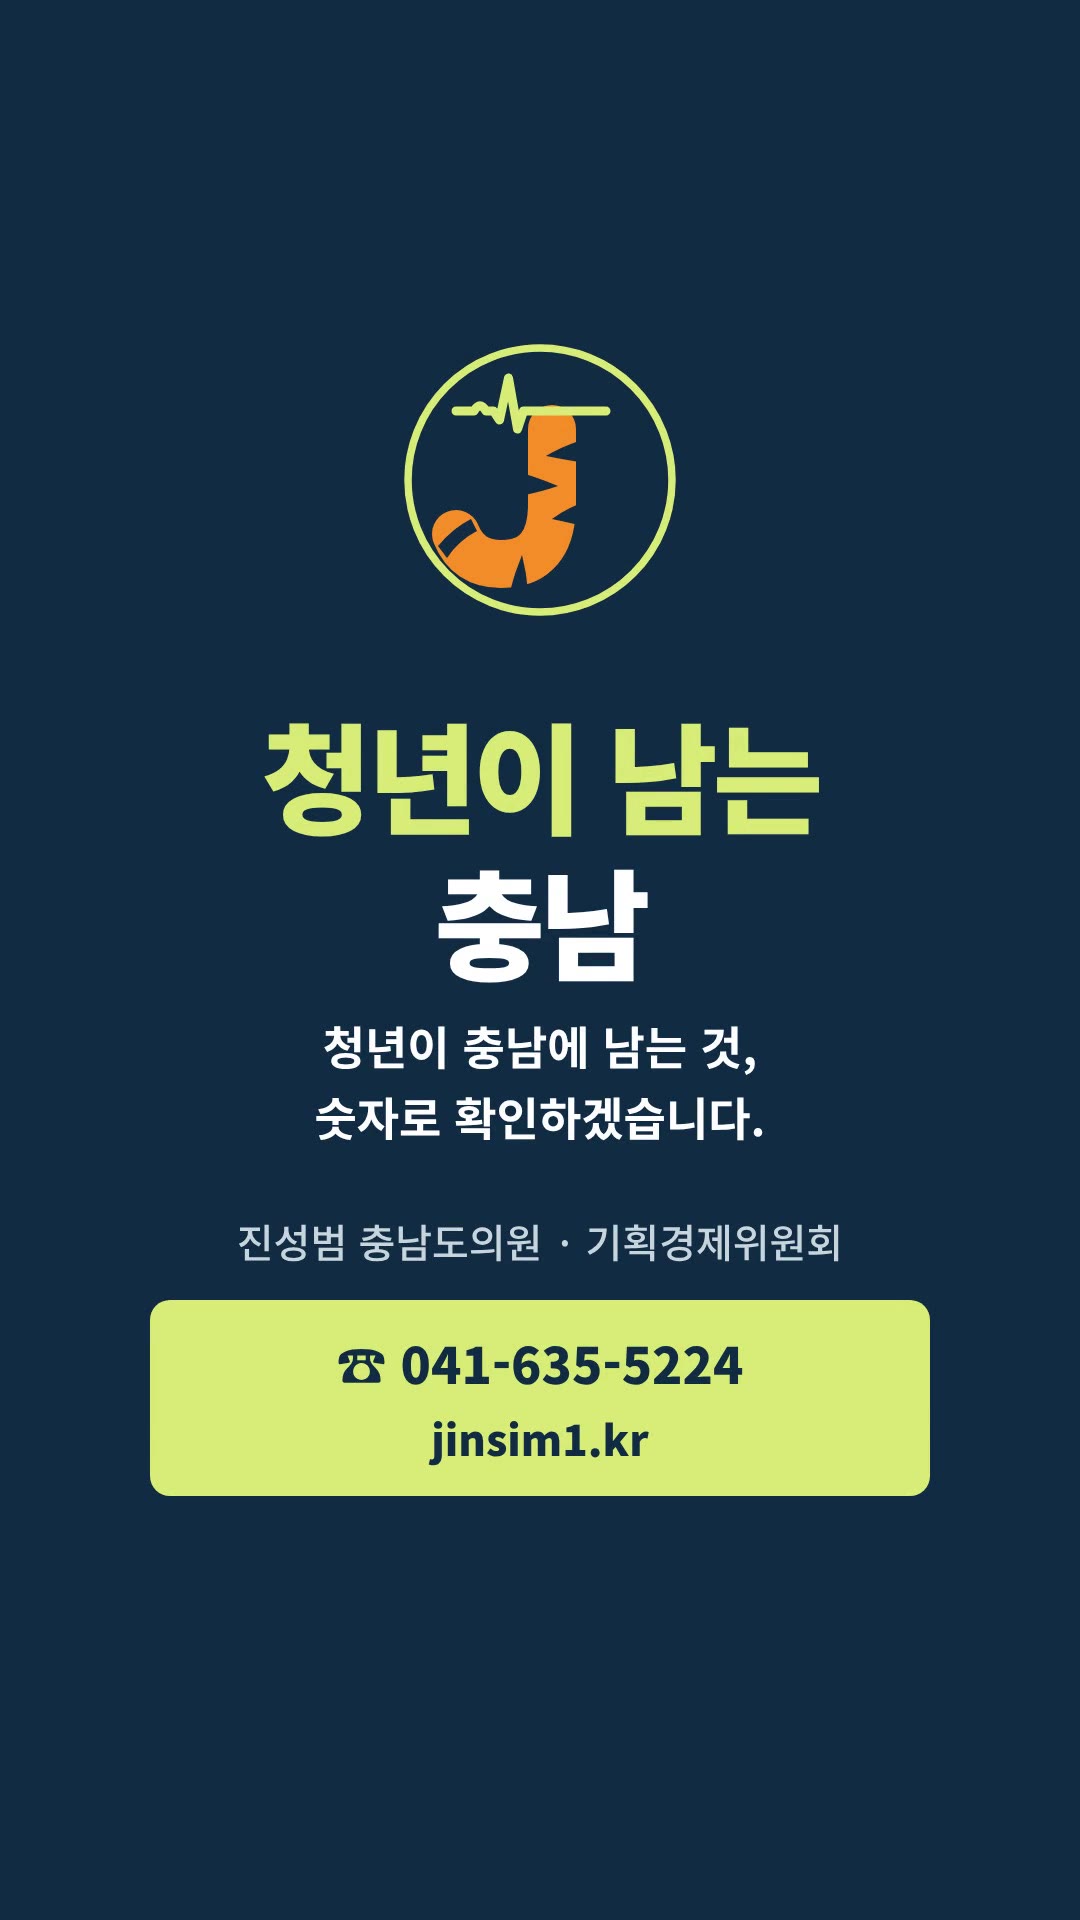 청년이 남는
충남
청년이 충남에 남는 것,
숫자로 확인하겠습니다.
진성범 충남도의원 · 기획경제위원회
☎ 041-635-5224
jinsim1.kr